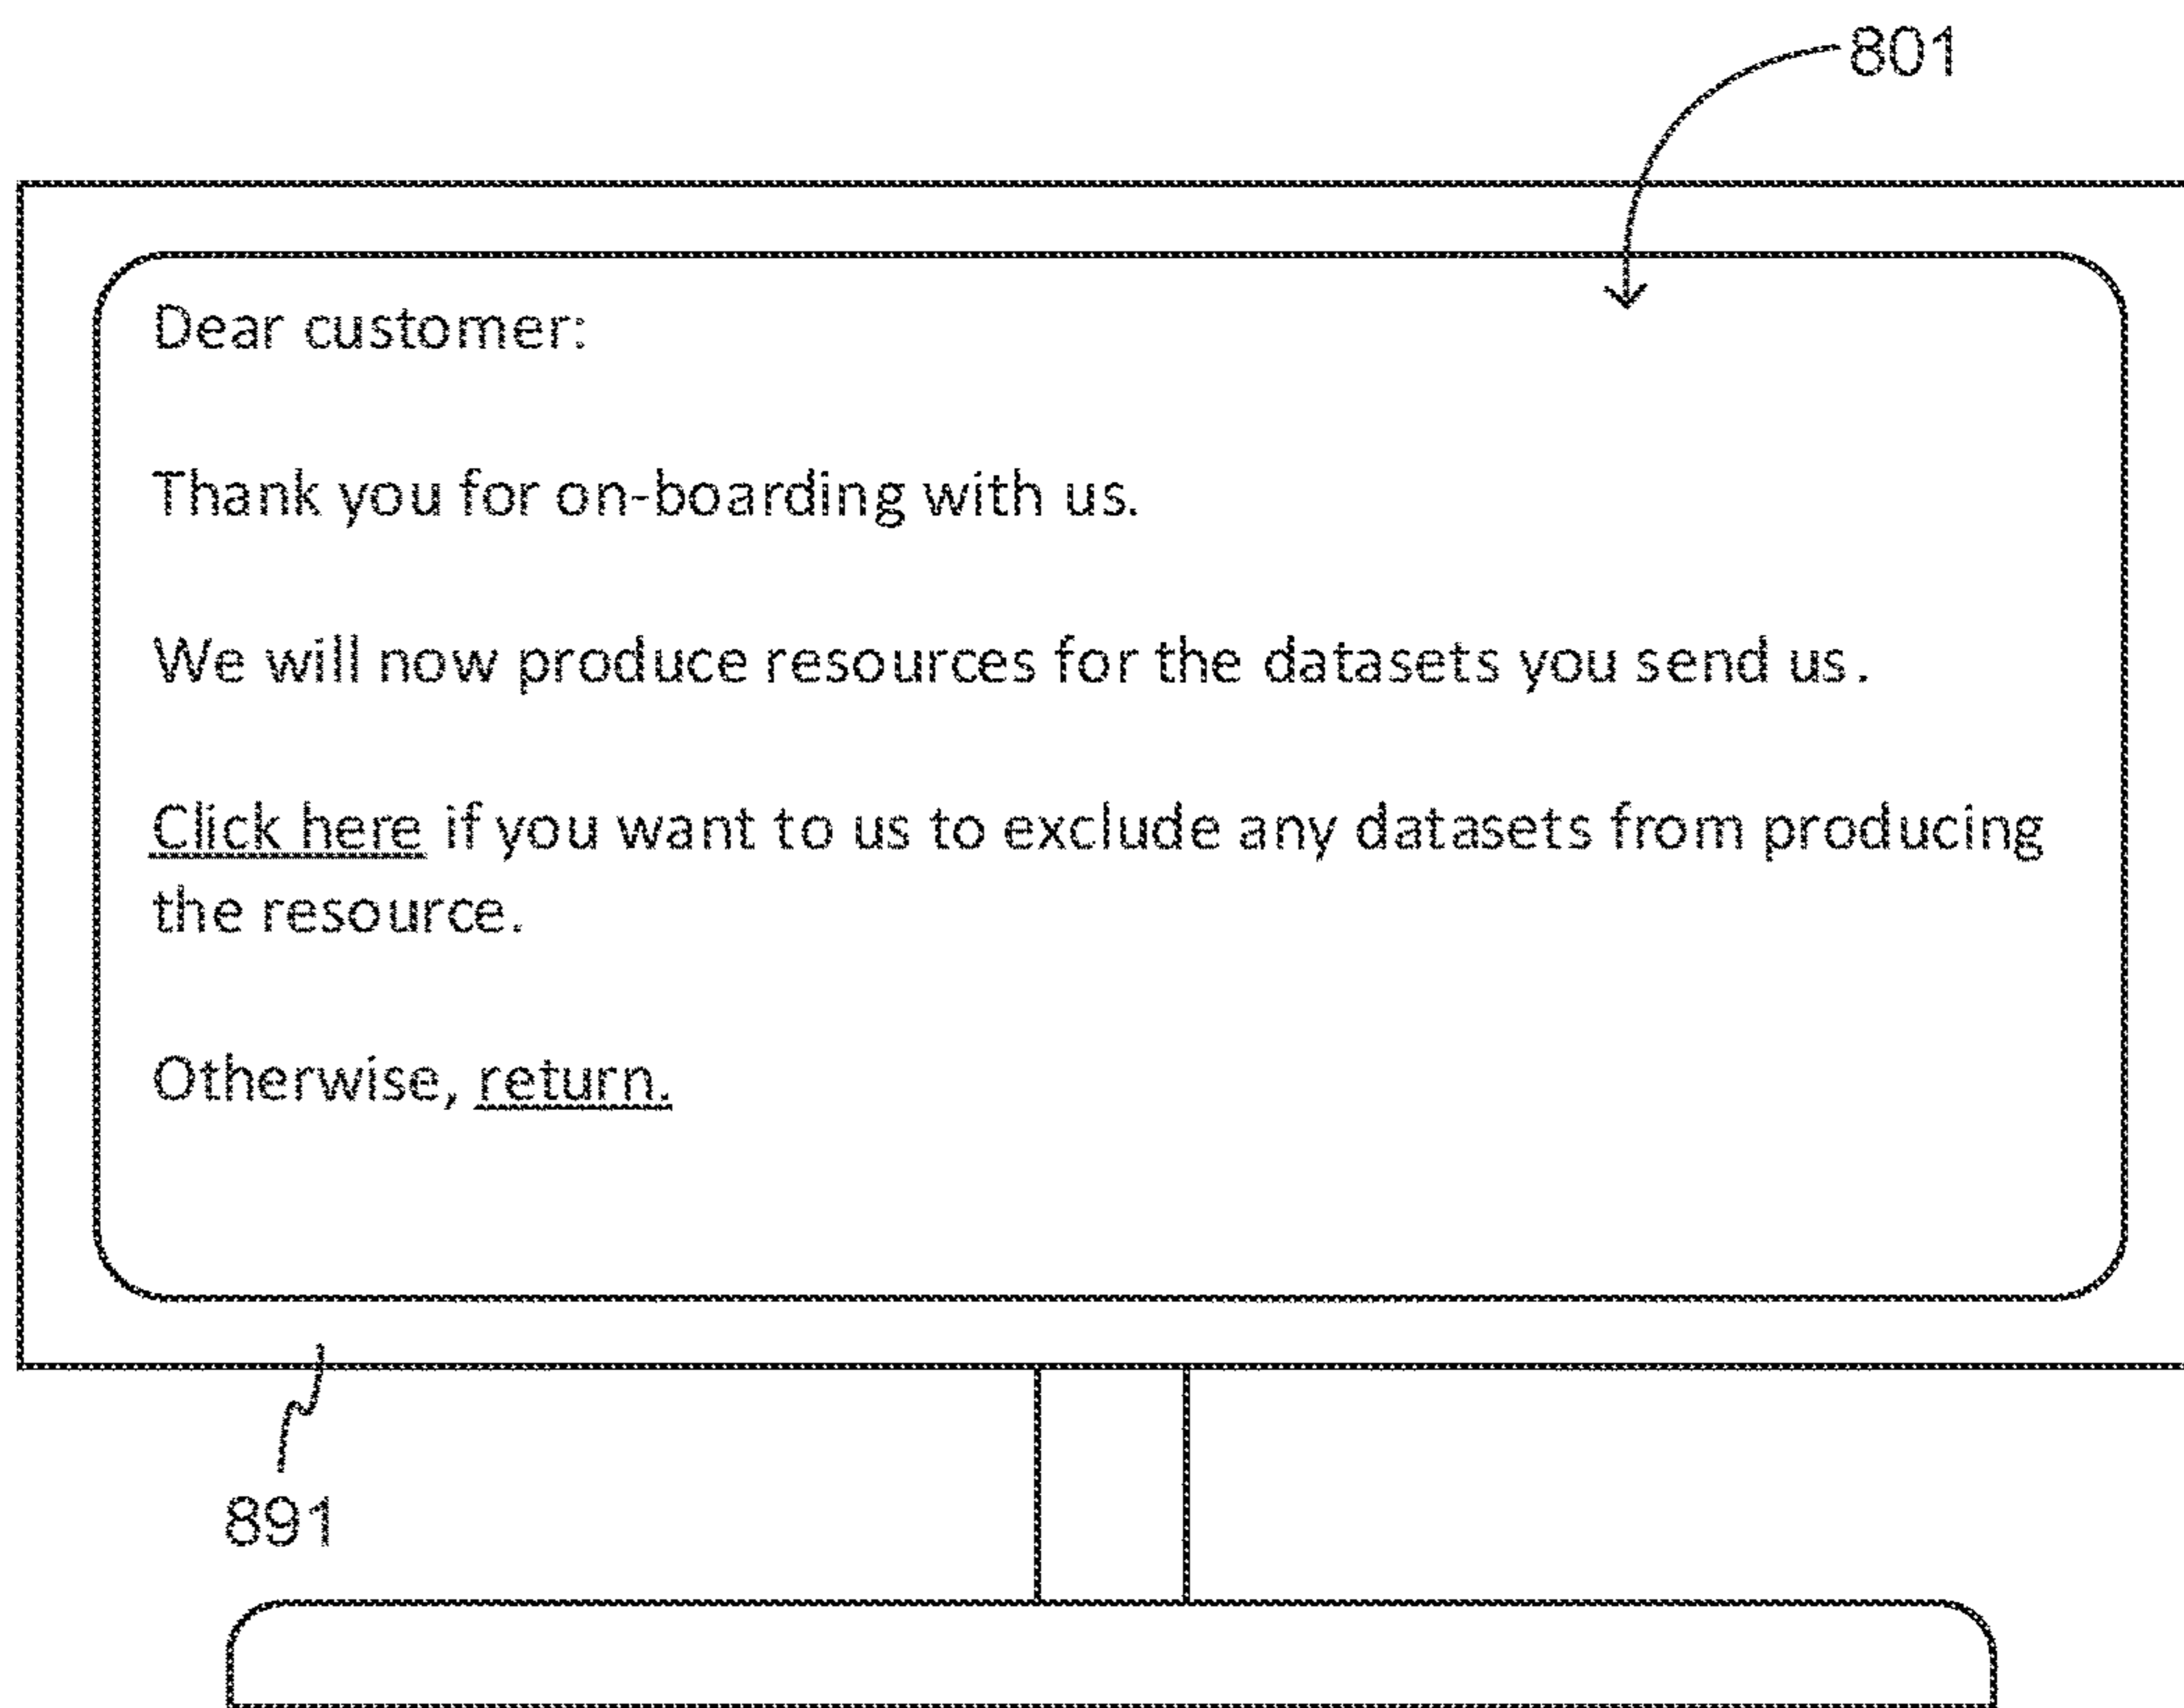 801
Dear customer:
Thank you for on-boarding with us.
We will now produce resources for the datasets you send us.
Click here if you want to us to exclude any datasets from producing
the resource.
Otherwise, return.
891